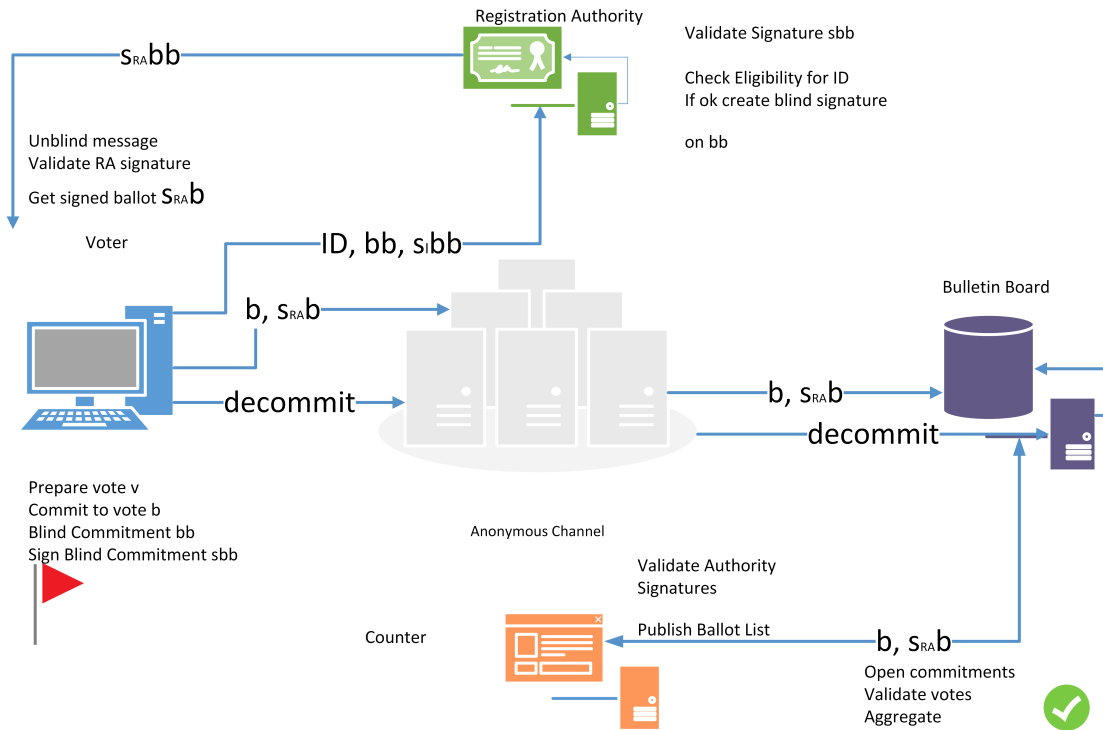 Registration Authority
Validate Signature sbb
sRAbb
Check Eligibility for ID
If ok create blind signature
on bb
Unblind message
Validate RA signature
Get signed ballot sRAb
Voter
ID, bb, sIbb
b, sRAb
Bulletin Board
decommit
b, sRAb
decommit
Prepare vote v
Commit to vote b
Blind Commitment bb
Sign Blind Commitment sbb
Anonymous Channel
Validate Authority
Signatures
Publish Ballot List
Counter
b, sRAb
Open commitments
Validate votes
Aggregate